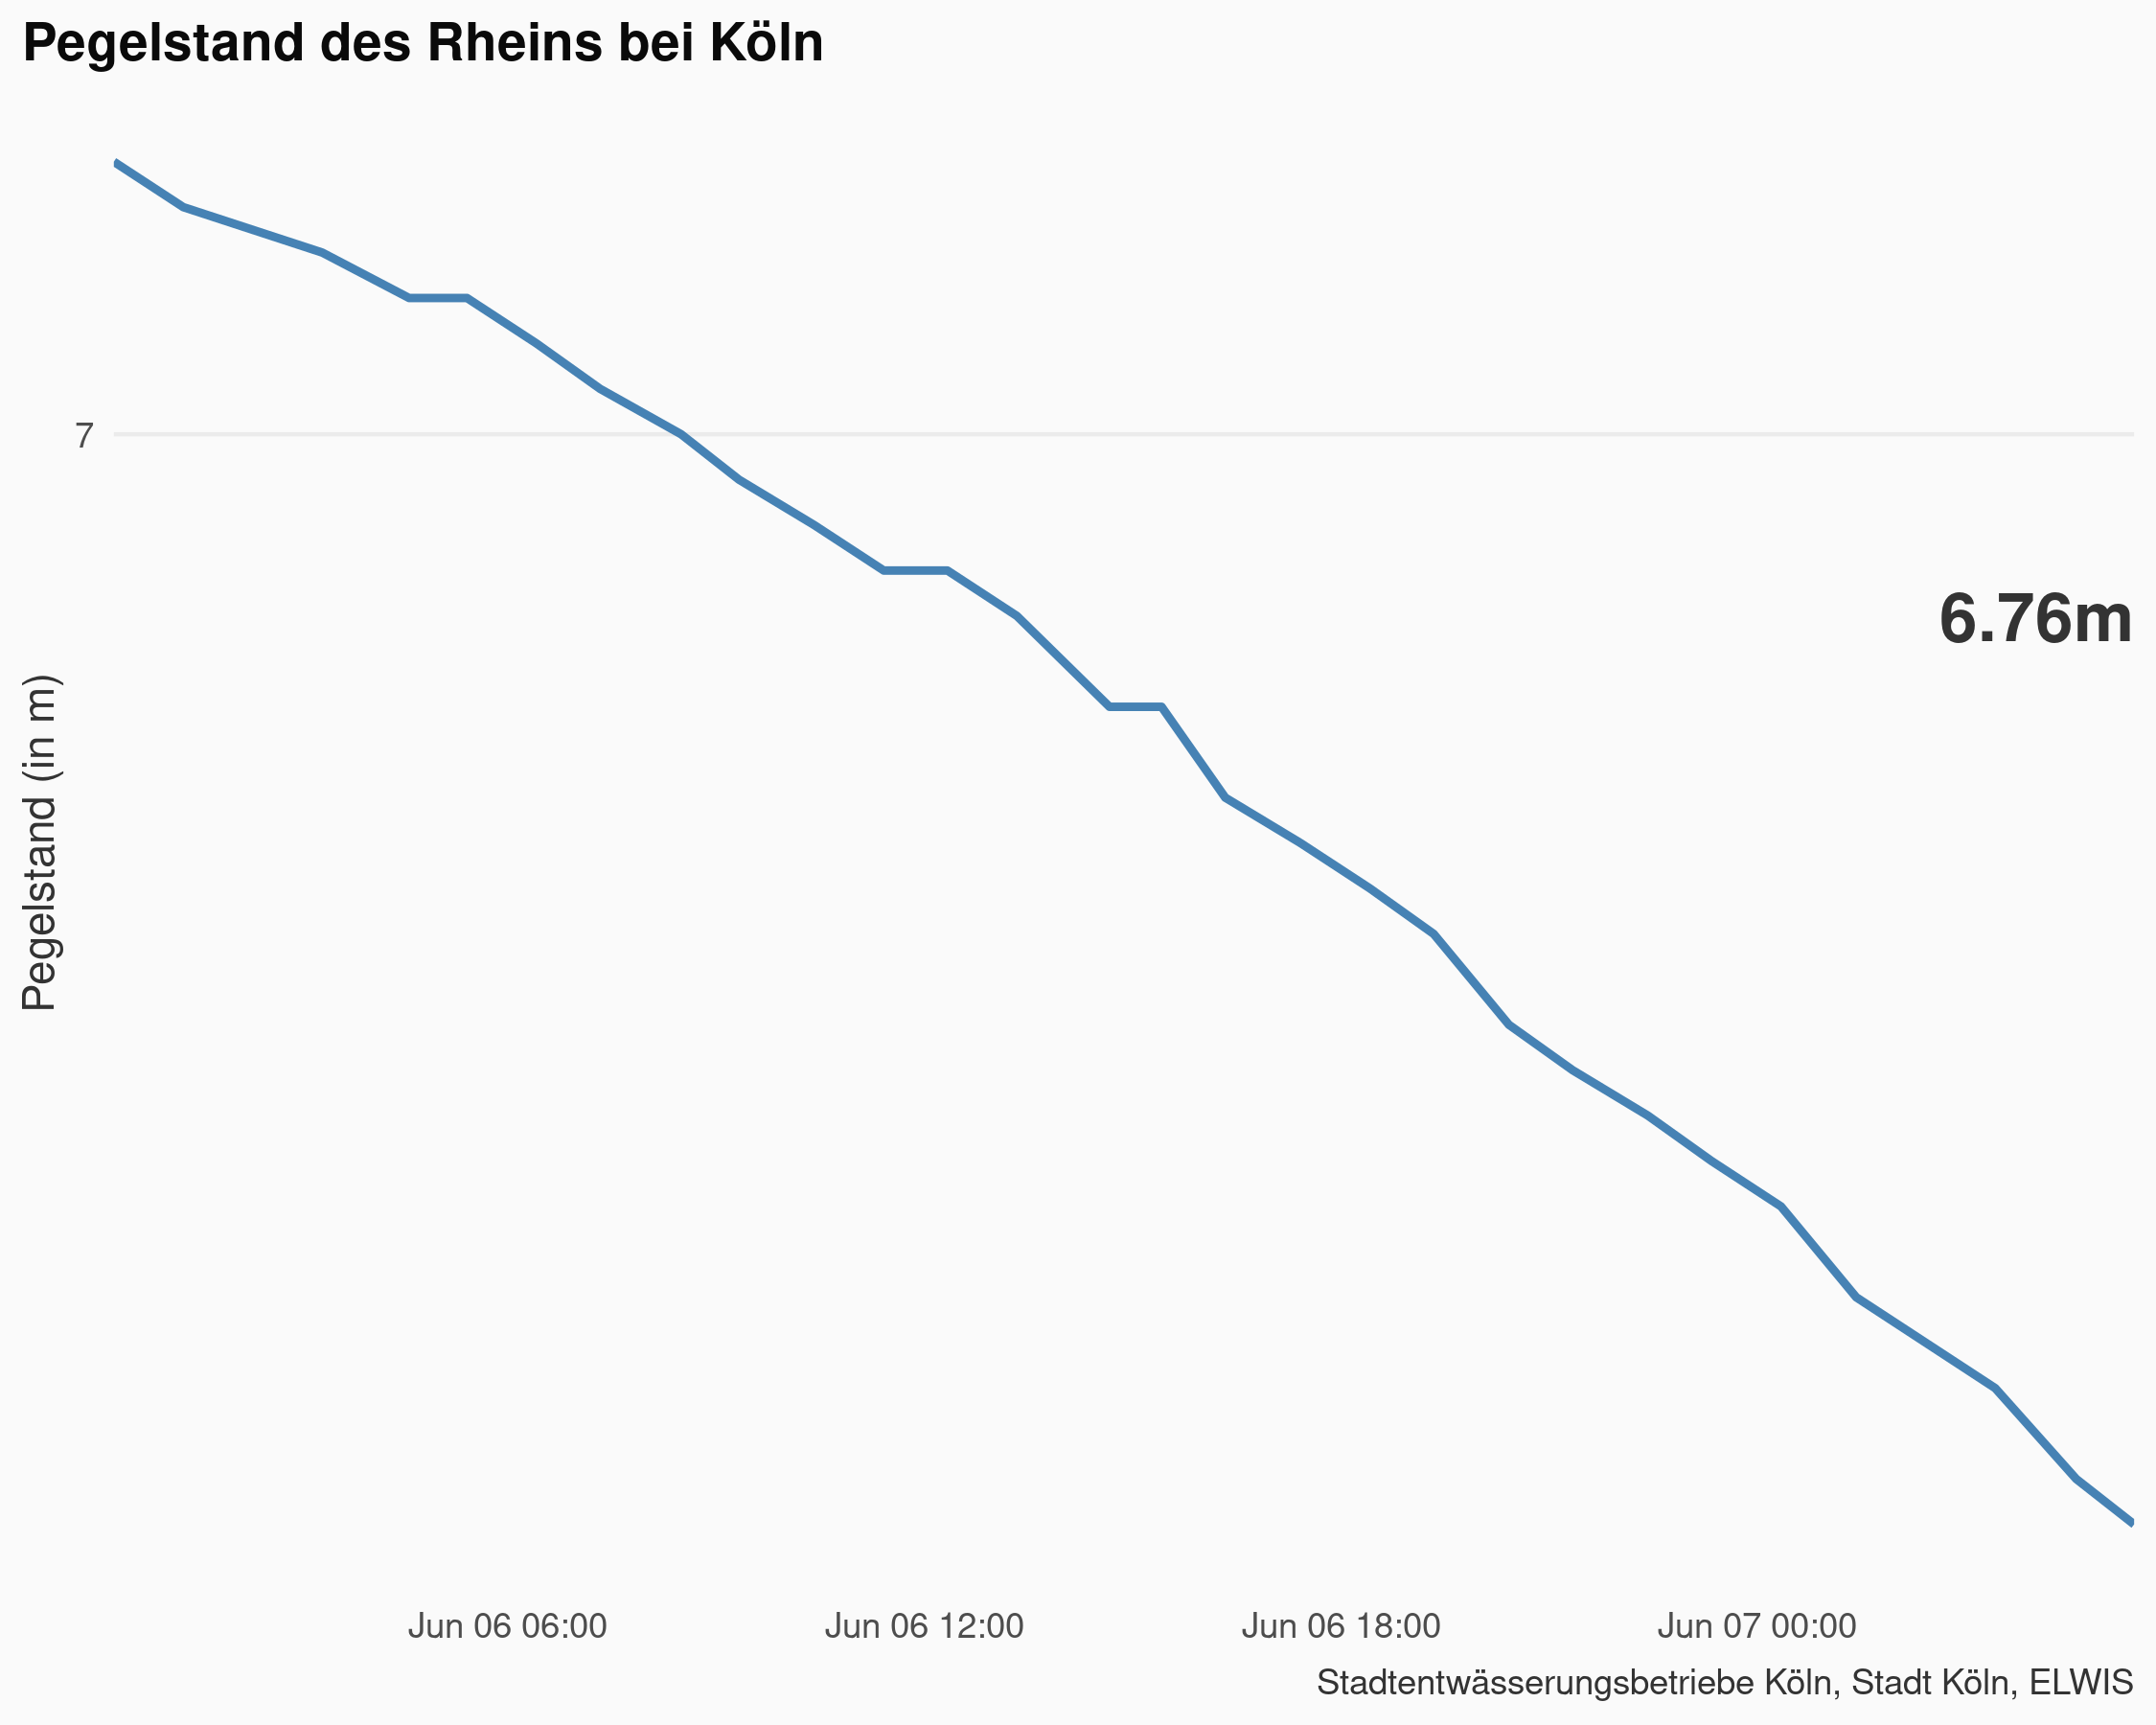 Pegelstand des Rheins bei Köln
Pegelstand (in m)
7
6.76m
Jun 06 06:00
Jun 06 12:00
Jun 06 18:00
Jun 07 00:00
Stadtentwässerungsbetriebe Köln, Stadt Köln, ELWIS